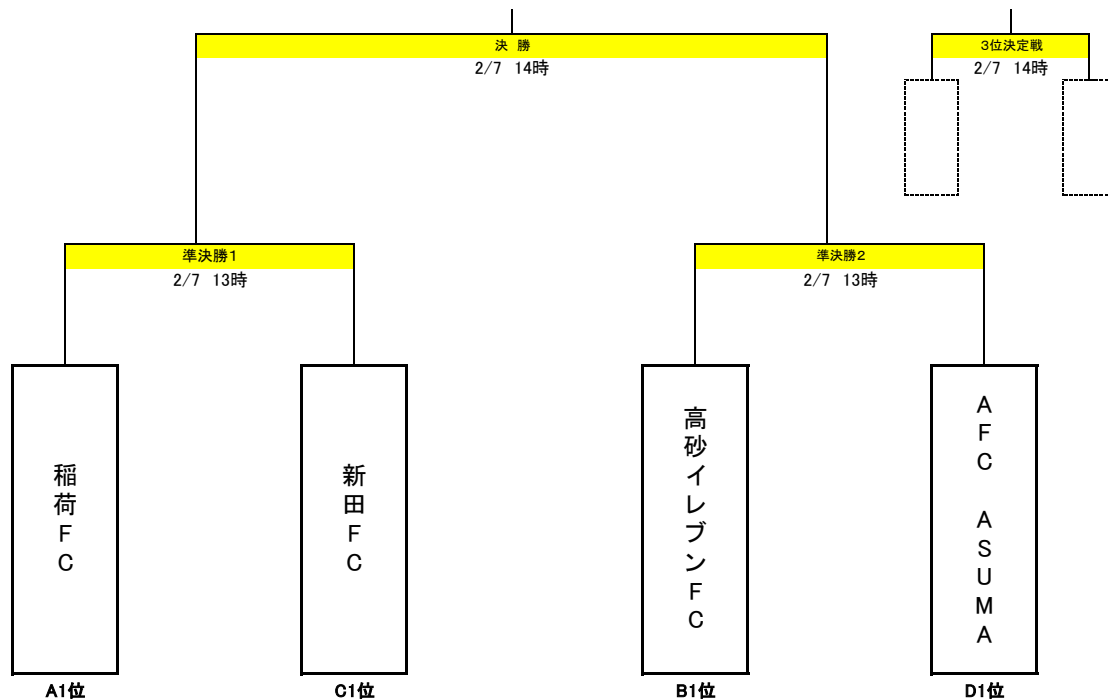 決 勝
2/7 14時
3位決定戦
2/7 14時
準決勝1
2/7 13時
準決勝2
2/7 13時
稲荷FC
新田FC
高砂イレブンFC
AFC ASUMA
A1位
C1位
B1位
D1位